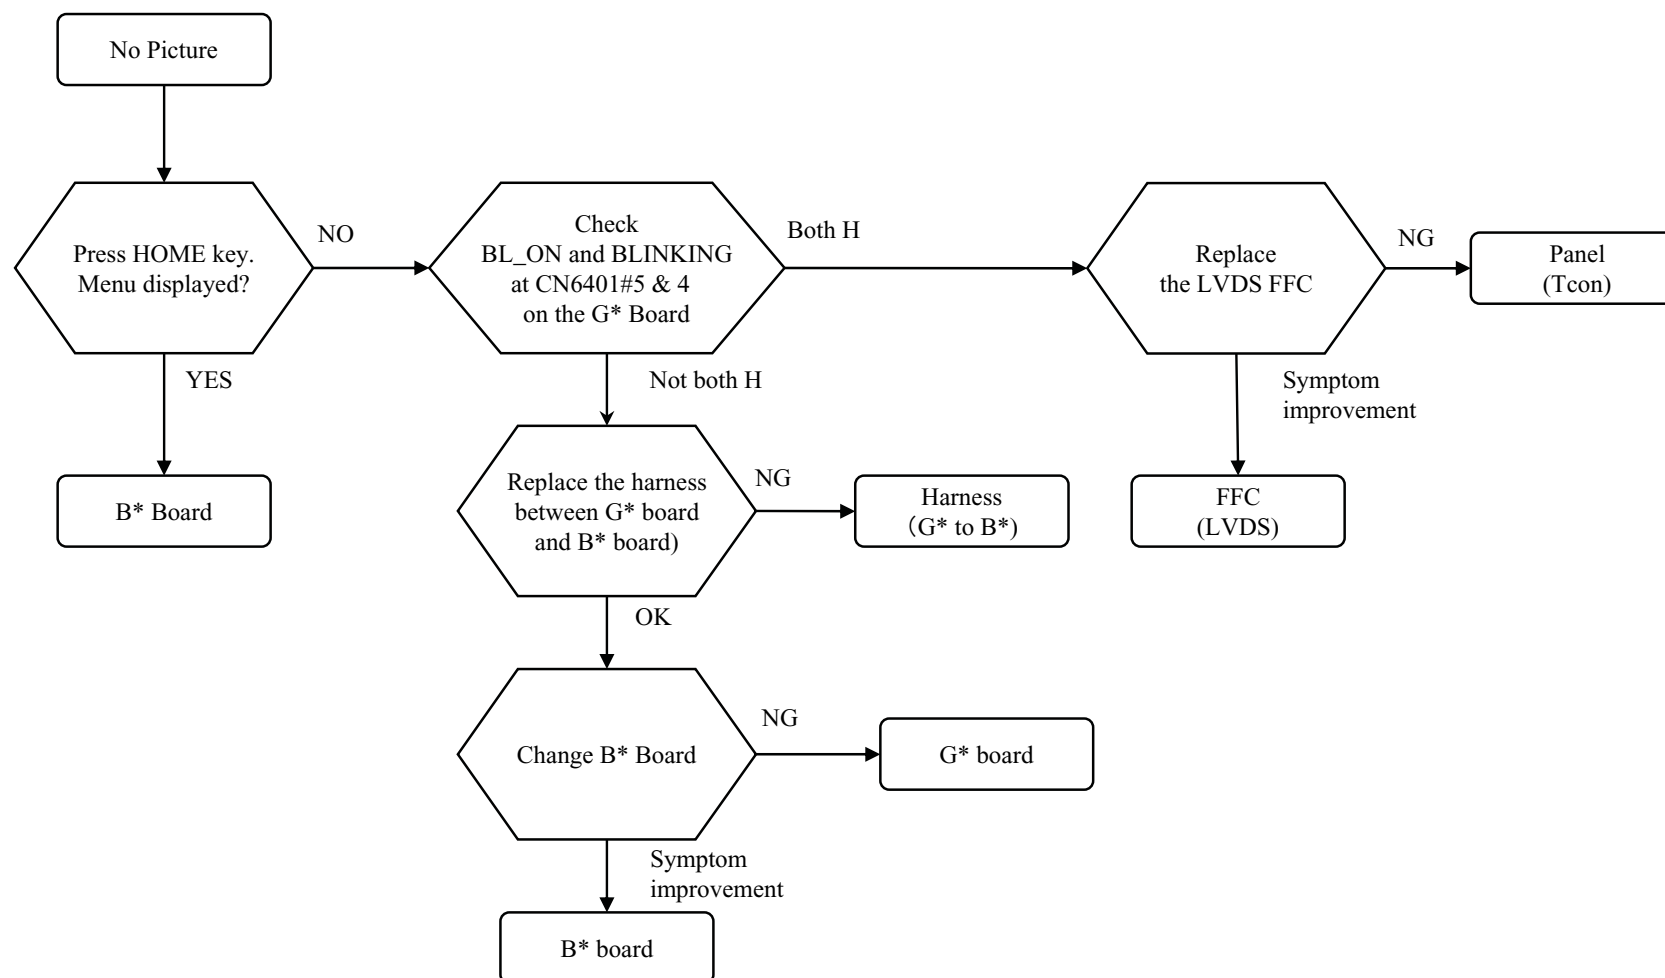 No Picture
Press HOME key.
Menu displayed?
NO
YES
B* Board
Check
BL_ON and BLINKING
at CN6401#5 & 4
on the G* Board
Both H
Not both H
Replace
the LVDS FFC
NG
Panel
(Tcon)
Symptom
improvement
FFC
(LVDS)
Replace the harness
between G* board
and B* board)
NG
Harness
（G* to B*)
OK
Change B* Board
NG
G* board
Symptom
improvement
B* board